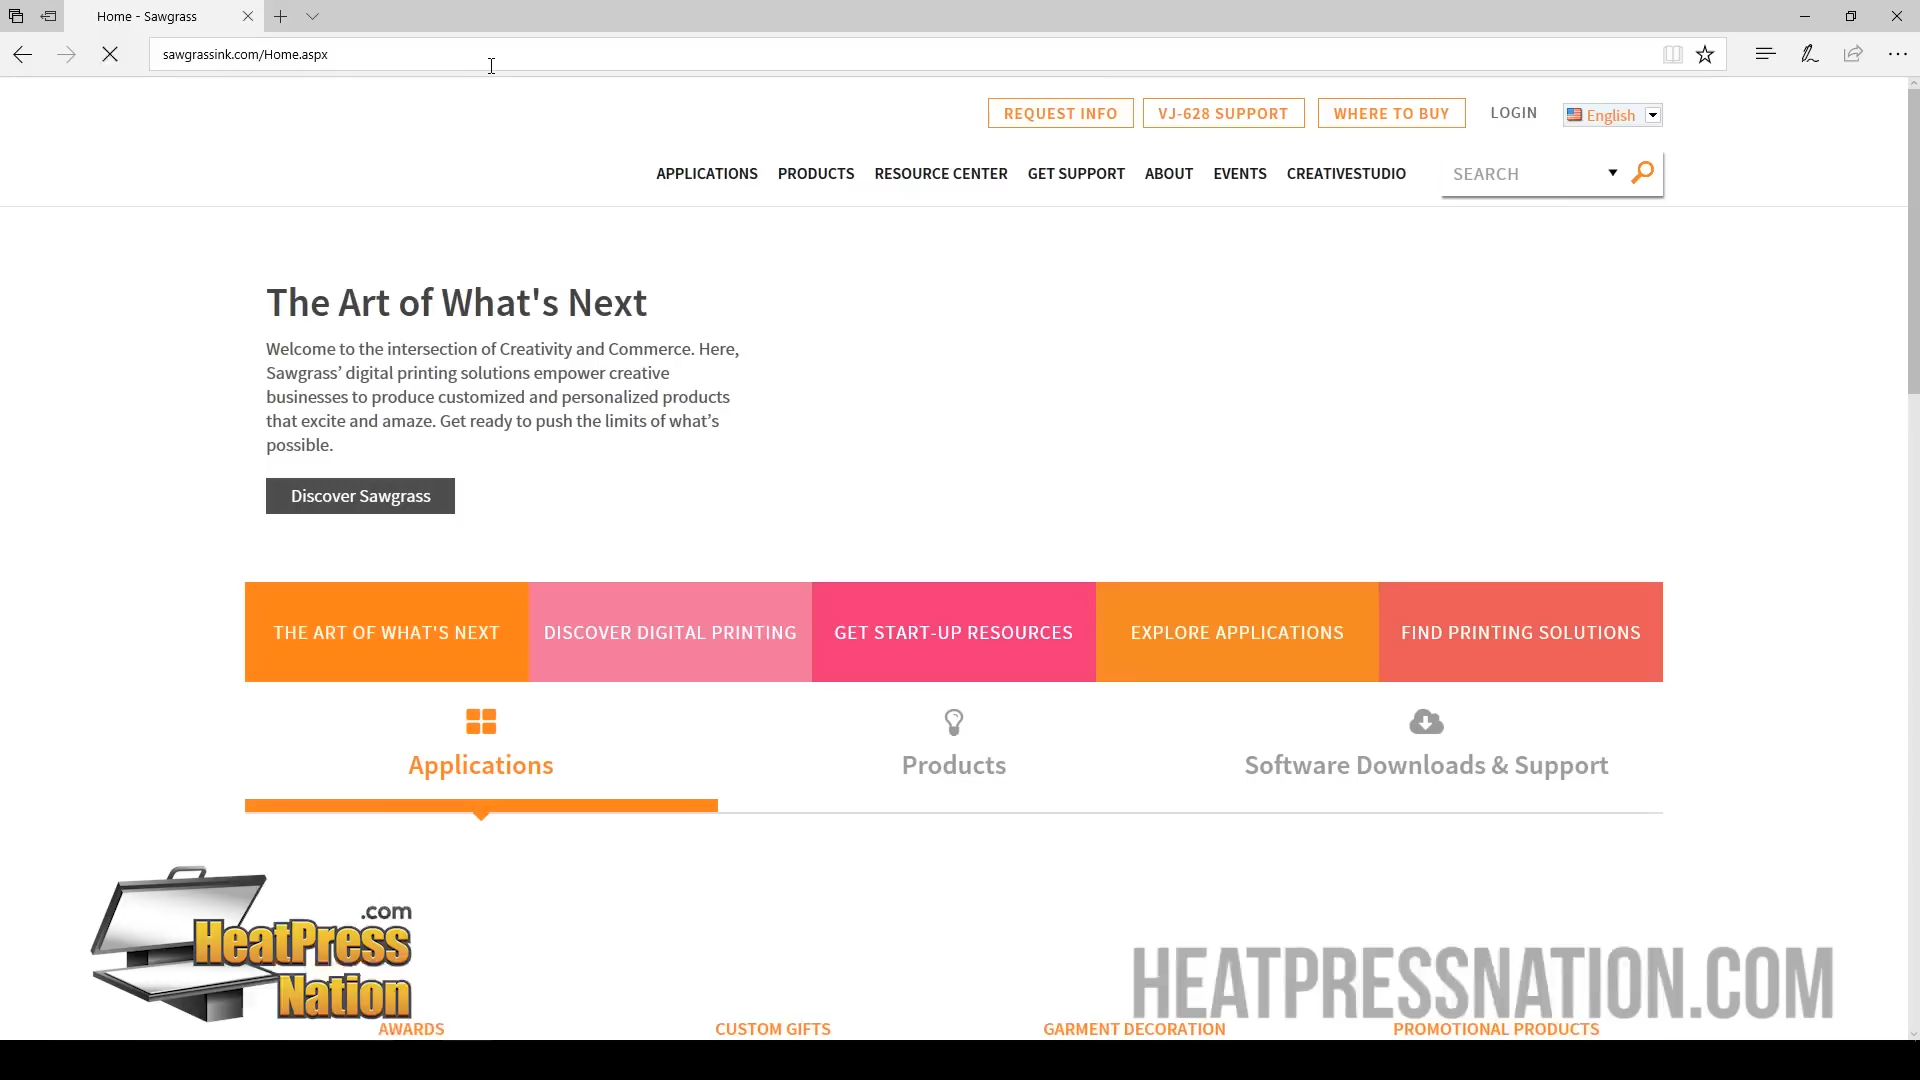 Home - Sawgrass
sawgrassink.com/Home.aspx
REQUEST INFO
VJ-628 SUPPORT
WHERE TO BUY
LOGIN
English
APPLICATIONS
PRODUCTS
RESOURCE CENTER
GET SUPPORT
ABOUT
EVENTS
CREATIVESTUDIO
SEARCH
The Art of What's Next
Welcome to the intersection of Creativity and Commerce. Here,
Sawgrass’ digital printing solutions empower creative
businesses to produce customized and personalized products
that excite and amaze. Get ready to push the limits of what’s
possible.
Discover Sawgrass
THE ART OF WHAT'S NEXT
DISCOVER DIGITAL PRINTING
GET START-UP RESOURCES
EXPLORE APPLICATIONS
FIND PRINTING SOLUTIONS
Applications
Products
Software Downloads & Support
.com
HeatPress
Nation
HEATPRESSNATION.COM
AWARDS
CUSTOM GIFTS
GARMENT DECORATION
PROMOTIONAL PRODUCTS